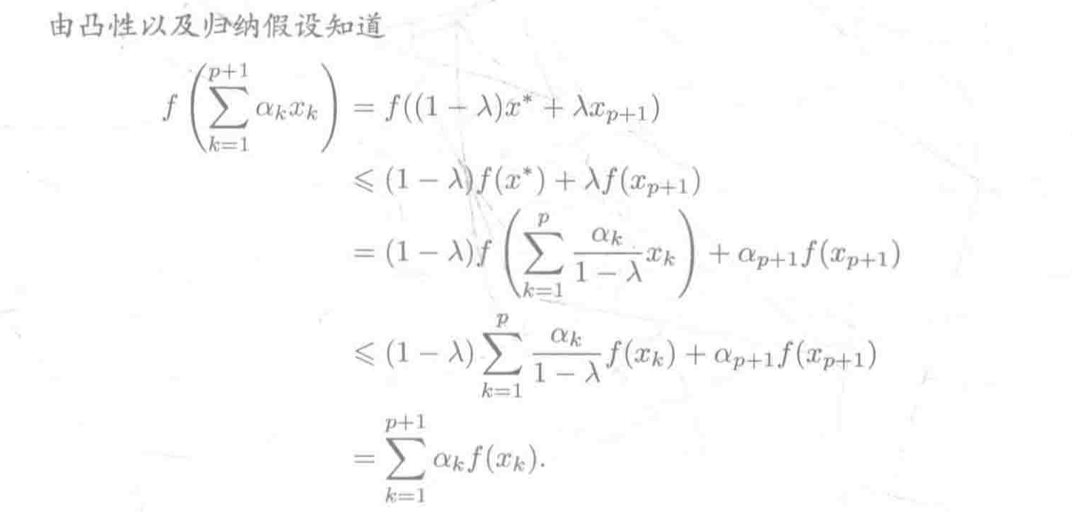 由凸性以及归纳假设知道
f\left(\sum_{k=1}^{p+1} \alpha_k x_k\right) = f((1-\lambda)x^* + \lambda x_{p+1})
\leqslant (1-\lambda)f(x^*) + \lambda f(x_{p+1})
= (1-\lambda)f\left(\sum_{k=1}^{p} \frac{\alpha_k}{1-\lambda} x_k\right) + \alpha_{p+1} f(x_{p+1})
\leqslant (1-\lambda)\sum_{k=1}^{p} \frac{\alpha_k}{1-\lambda} f(x_k) + \alpha_{p+1} f(x_{p+1})
= \sum_{k=1}^{p+1} \alpha_k f(x_k).